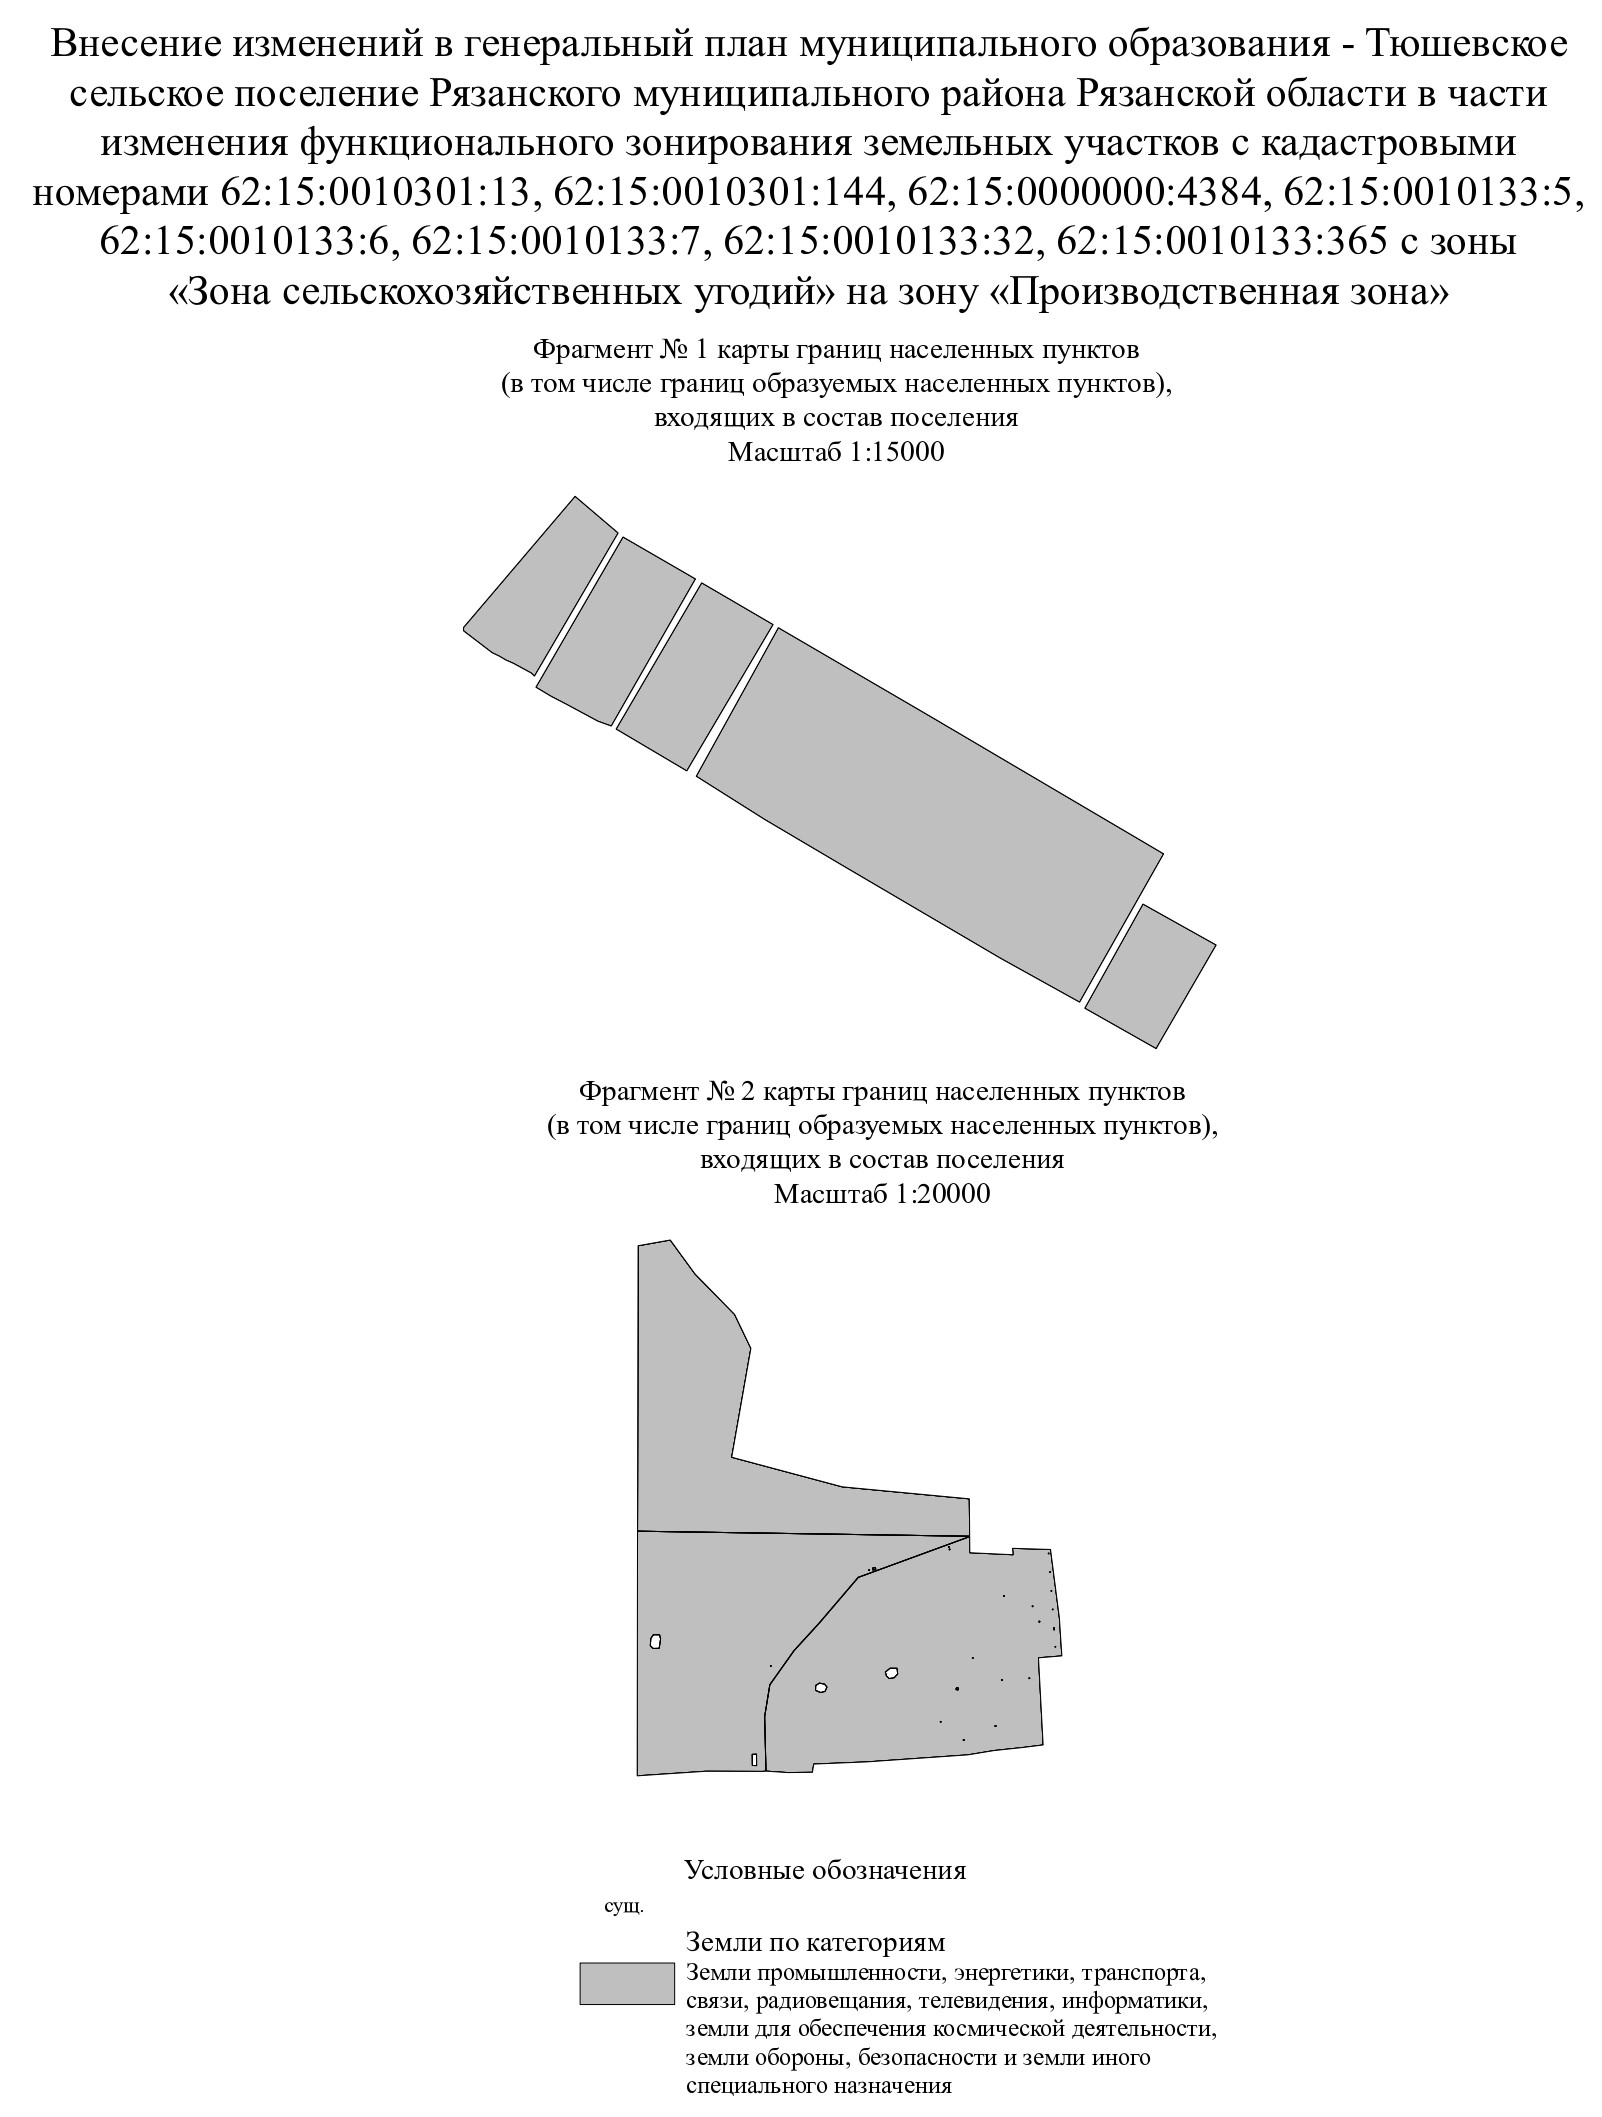 Внесение изменений в генеральный план муниципального образования - Тюшевское
сельское поселение Рязанского муниципального района Рязанской области в части
изменения функционального зонирования земельных участков с кадастровыми
номерами 62:15:0010301:13, 62:15:0010301:144, 62:15:0000000:4384, 62:15:0010133:5,
62:15:0010133:6, 62:15:0010133:7, 62:15:0010133:32, 62:15:0010133:365 с зоны
«Зона сельскохозяйственных угодий» на зону «Производственная зона»
Фрагмент № 1 карты границ населенных пунктов
(в том числе границ образуемых населенных пунктов),
входящих в состав поселения
Масштаб 1:15000
Фрагмент № 2 карты границ населенных пунктов
(в том числе границ образуемых населенных пунктов),
входящих в состав поселения
Масштаб 1:20000
Условные обозначения
сущ.
Земли по категориям
Земли промышленности, энергетики, транспорта,
связи, радиовещания, телевидения, информатики,
земли для обеспечения космической деятельности,
земли обороны, безопасности и земли иного
специального назначения